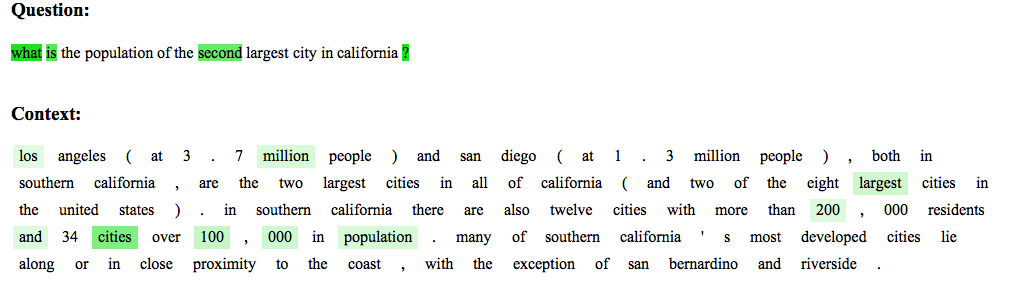 Question:
what is the population of the second largest city in california ?
Context:
los angeles ( at 3 . 7 million people ) and san diego ( at 1 . 3 million people ) , both in
southern california , are the two largest cities in all of california ( and two of the eight largest cities in
the united states ) . in southern california there are also twelve cities with more than 200 , 000 residents
and 34 cities over 100 , 000 in population . many of southern california ' s most developed cities lie
along or in close proximity to the coast , with the exception of san bernardino and riverside .